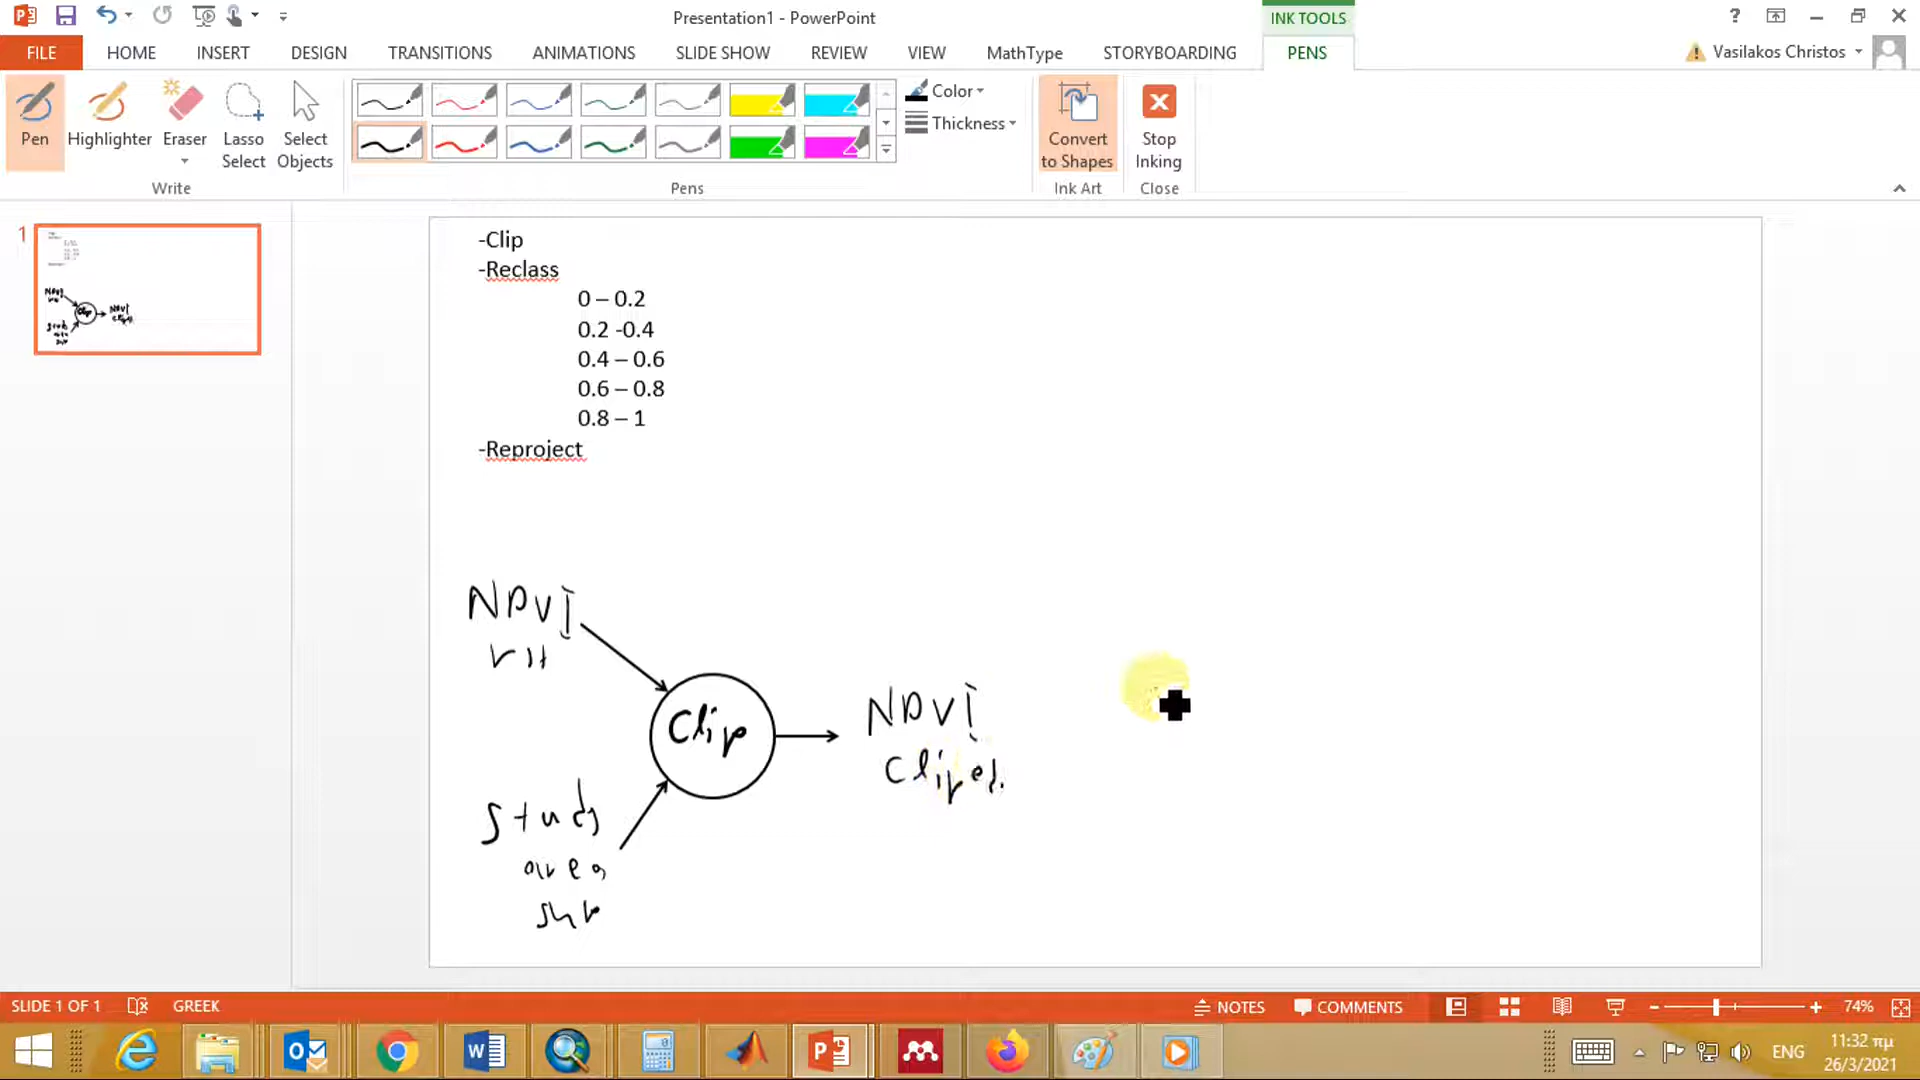 Presentation1 - PowerPoint
INK TOOLS
?
FILE
HOME
INSERT
DESIGN
TRANSITIONS
ANIMATIONS
SLIDE SHOW
REVIEW
VIEW
MathType
STORYBOARDING
PENS
Vasilakos Christos
Pen
Highlighter
Eraser
Lasso
Select
Select
Objects
Color
Thickness
Convert
to Shapes
Stop
Inking
Write
Pens
Ink Art
Close
1
-Clip
-Reclass
0 – 0.2
0.2 -0.4
0.4 – 0.6
0.6 – 0.8
0.8 – 1
-Reproject
NDVI
Clip
NDVI
Cliped
Study
area
shp
SLIDE 1 OF 1
GREEK
NOTES
COMMENTS
74%
ENG
11:32 πμ
26/3/2021